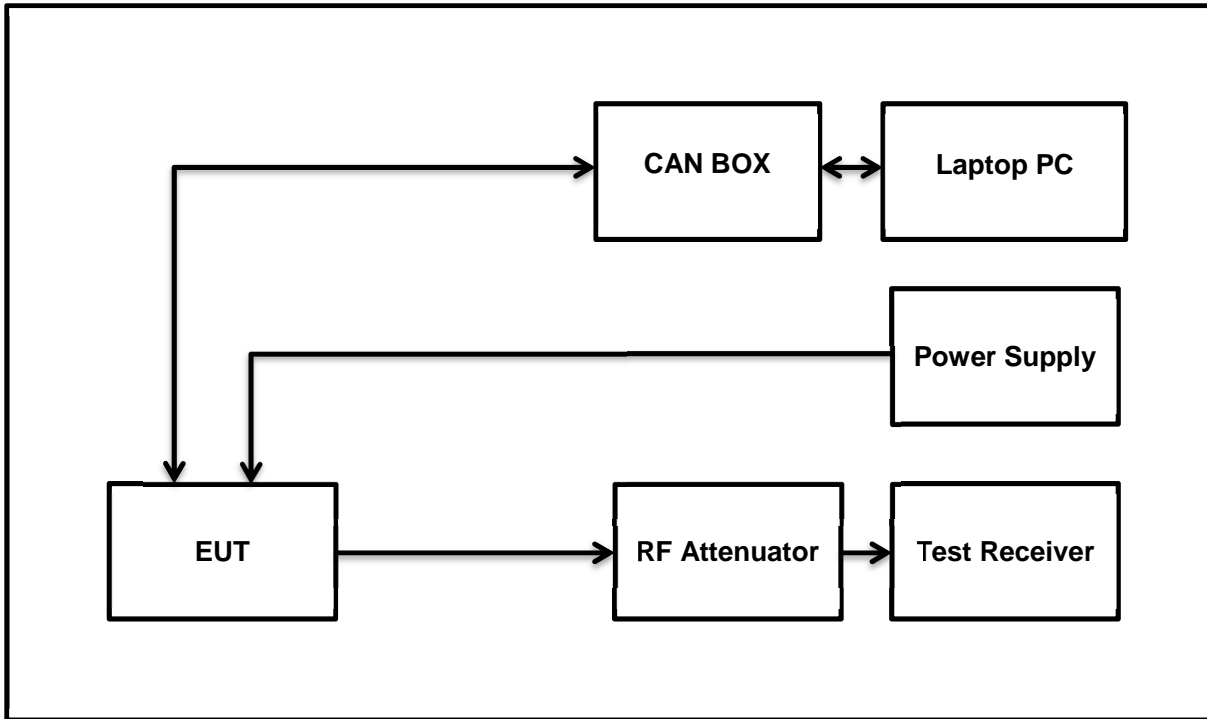 CAN BOX
Laptop PC
Power Supply
EUT
RF Attenuator
Test Receiver